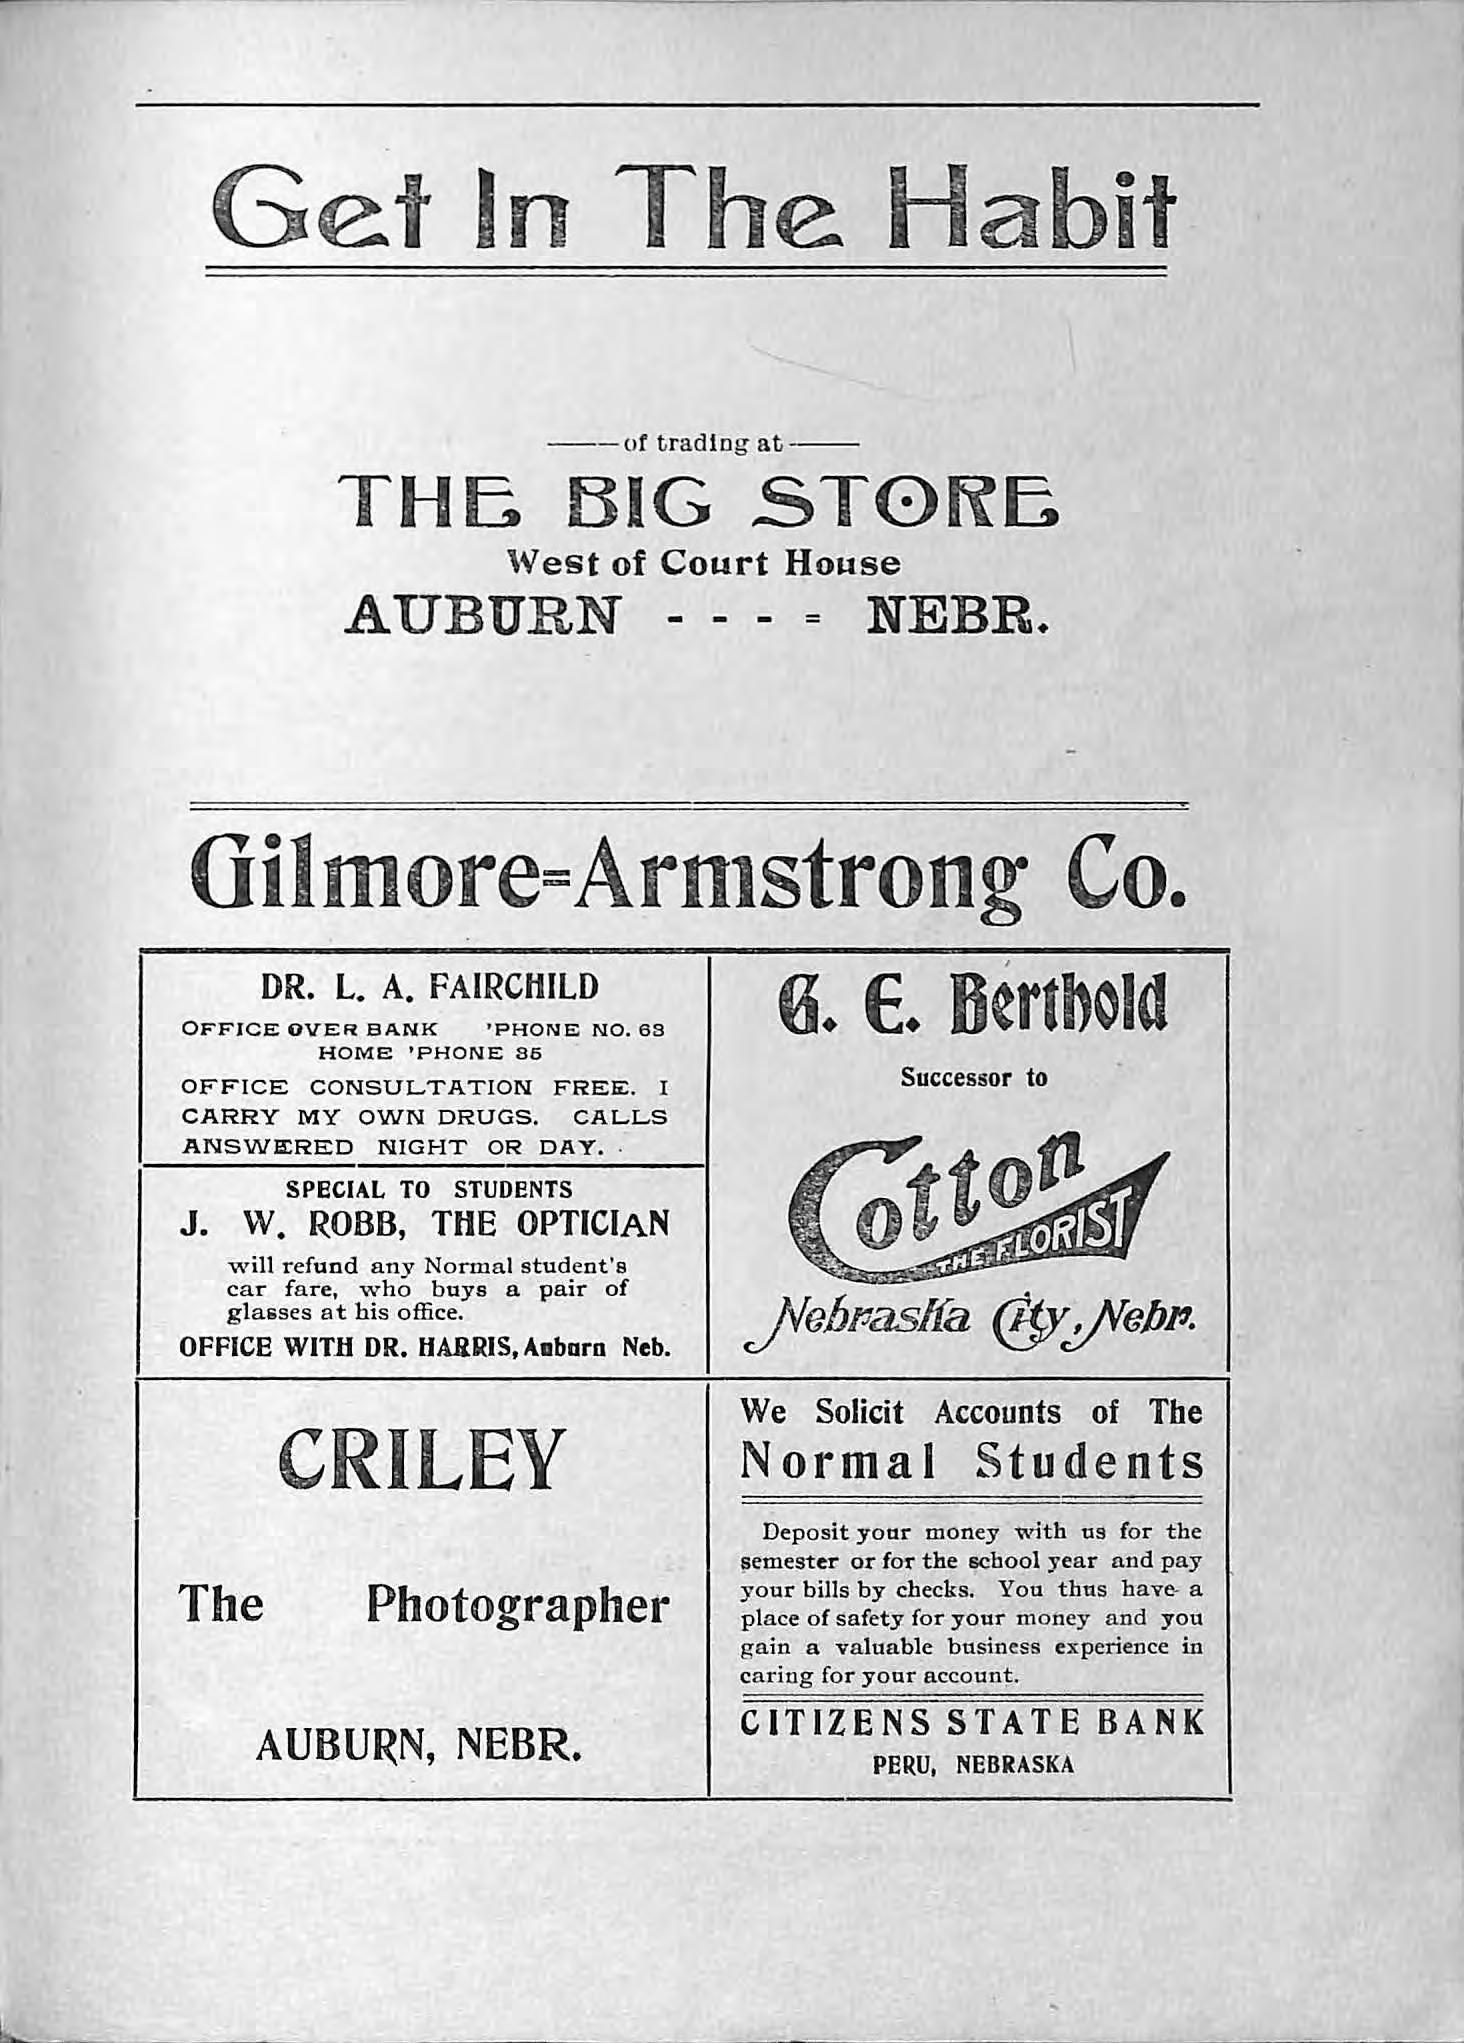 Get In The Habit
of trading at
THE BIG STORE
West of Court House
AUBURN - - - = NEBR.
Gilmore=Armstrong Co.
DR. L. A. FAIRCHILD
OFFICE OVER BANK 'PHONE NO. 63
HOME 'PHONE 35
OFFICE CONSULTATION FREE. I
CARRY MY OWN DRUGS. CALLS
ANSWERED NIGHT OR DAY.
SPECIAL TO STUDENTS
J. W. ROBB, THE OPTICIAN
will refund any Normal student's
car fare, who buys a pair of
glasses at his office.
OFFICE WITH DR. HARRIS, Auburn Neb.
G. E. Berthold
Successor to
Cotton
THE FLORIST
Nebraska City, Nebr.
CRILEY
The Photographer
AUBURN, NEBR.
We Solicit Accounts of The
Normal Students
Deposit your money with us for the
semester or for the school year and pay
your bills by checks. You thus have a
place of safety for your money and you
gain a valuable business experience in
caring for your account.
CITIZENS STATE BANK
PERU, NEBRASKA